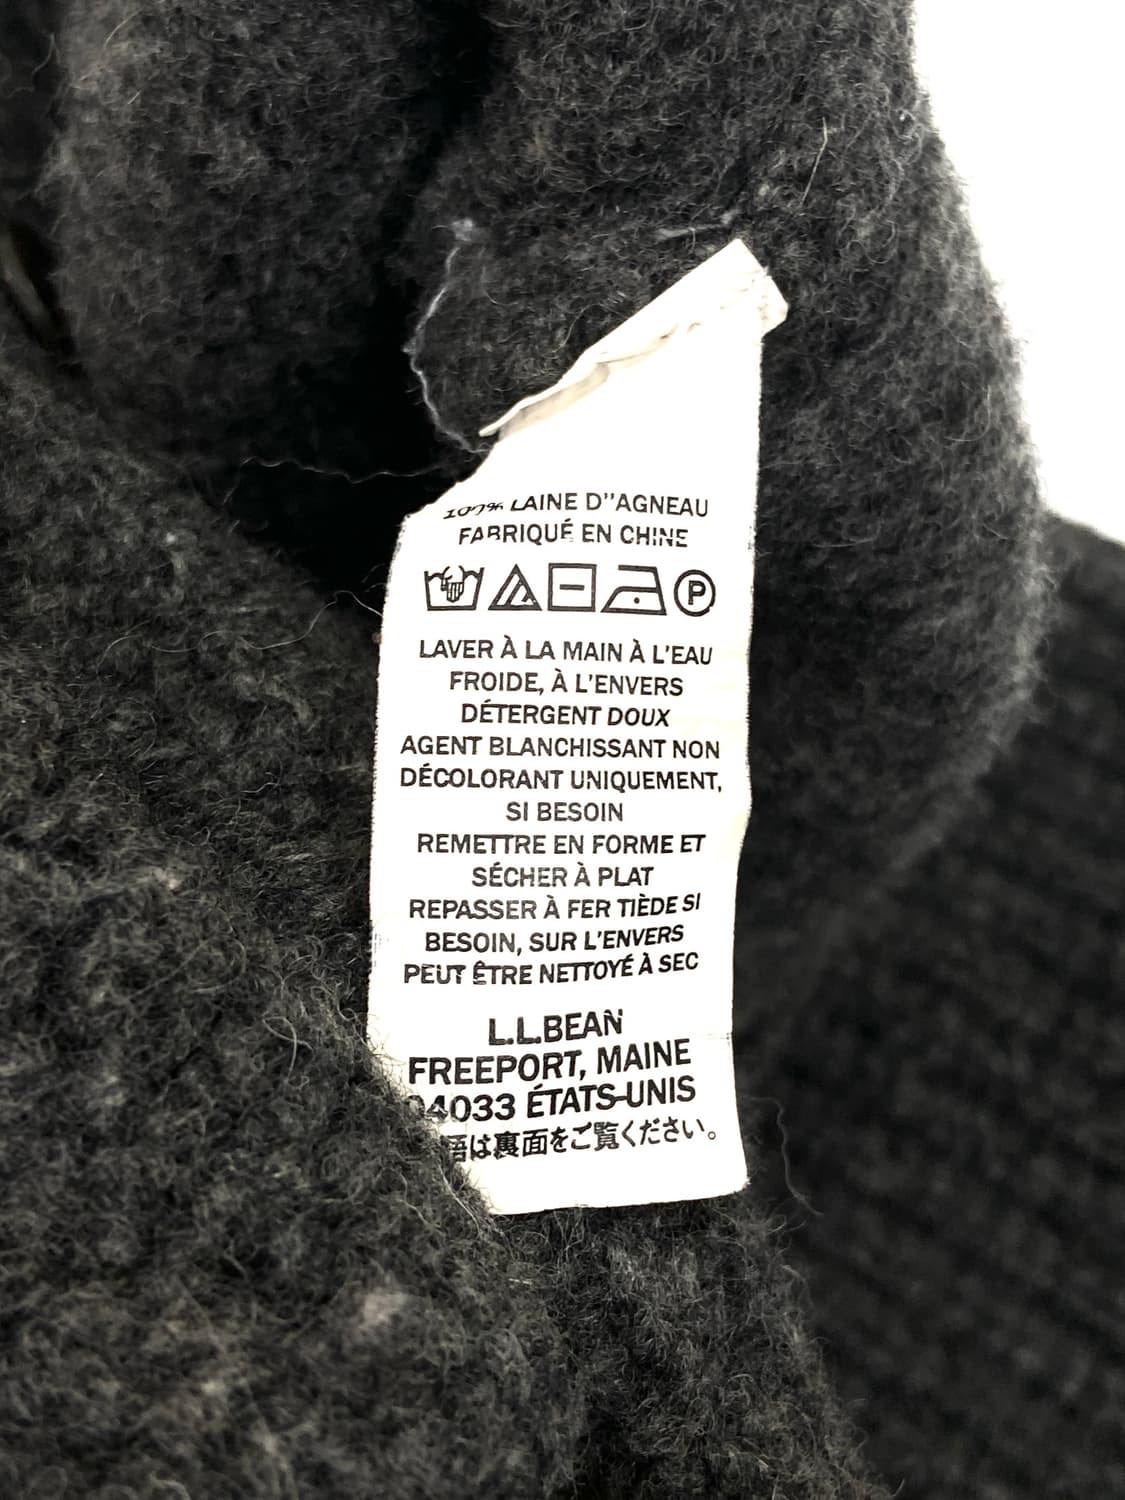 100% LAINE D''AGNEAU
FABRIQUÉ EN CHINE
P
LAVER À LA MAIN À L'EAU
FROIDE, À L'ENVERS
DÉTERGENT DOUX
AGENT BLANCHISSANT NON
DÉCOLORANT UNIQUEMENT,
SI BESOIN
REMETTRE EN FORME ET
SÉCHER À PLAT
REPASSER À FER TIÈDE SI
BESOIN, SUR L'ENVERS
PEUT ÊTRE NETTOYÉ À SEC
L.L.BEAN
FREEPORT, MAINE
04033 ÉTATS-UNIS
語は裏面をご覧ください。